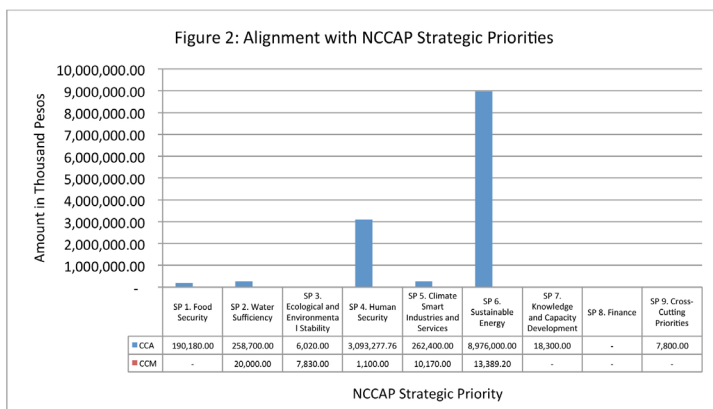 Figure 2: Alignment with NCCAP Strategic Priorities
Amount in Thousand Pesos
10,000,000.00
9,000,000.00
8,000,000.00
7,000,000.00
6,000,000.00
5,000,000.00
4,000,000.00
3,000,000.00
2,000,000.00
1,000,000.00
-
SP 1. Food
Security
SP 2. Water
Sufficiency
SP 3.
Ecological and
Environmenta
l Stability
SP 4. Human
Security
SP 5. Climate
Smart
Industries and
Services
SP 6.
Sustainable
Energy
SP 7.
Knowledge
and Capacity
Development
SP 8. Finance
SP 9. Cross-
Cutting
Priorities
CCA 190,180.00 258,700.00 6,020.00 3,093,277.76 262,400.00 8,976,000.00 18,300.00 - 7,800.00
CCM - 20,000.00 7,830.00 1,100.00 10,170.00 13,389.20 - - -
NCCAP Strategic Priority